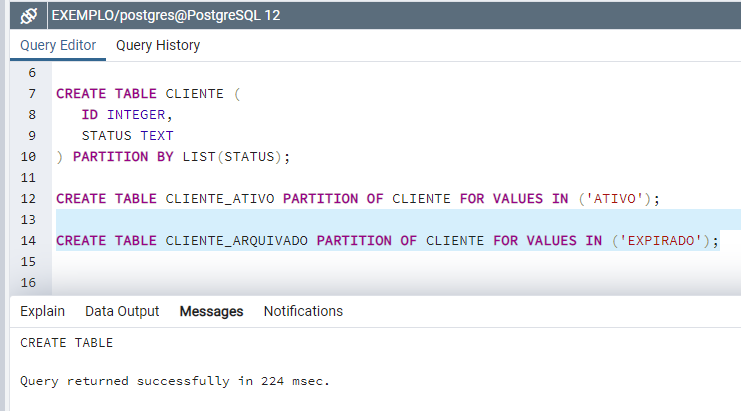 EXEMPLO/postgres@PostgreSQL 12
Query Editor Query History
6
7 CREATE TABLE CLIENTE (
8 ID INTEGER,
9 STATUS TEXT
10 ) PARTITION BY LIST(STATUS);
11
12 CREATE TABLE CLIENTE_ATIVO PARTITION OF CLIENTE FOR VALUES IN ('ATIVO');
13
14 CREATE TABLE CLIENTE_ARQUIVADO PARTITION OF CLIENTE FOR VALUES IN ('EXPIRADO');
15
16
Explain Data Output Messages Notifications
CREATE TABLE
Query returned successfully in 224 msec.